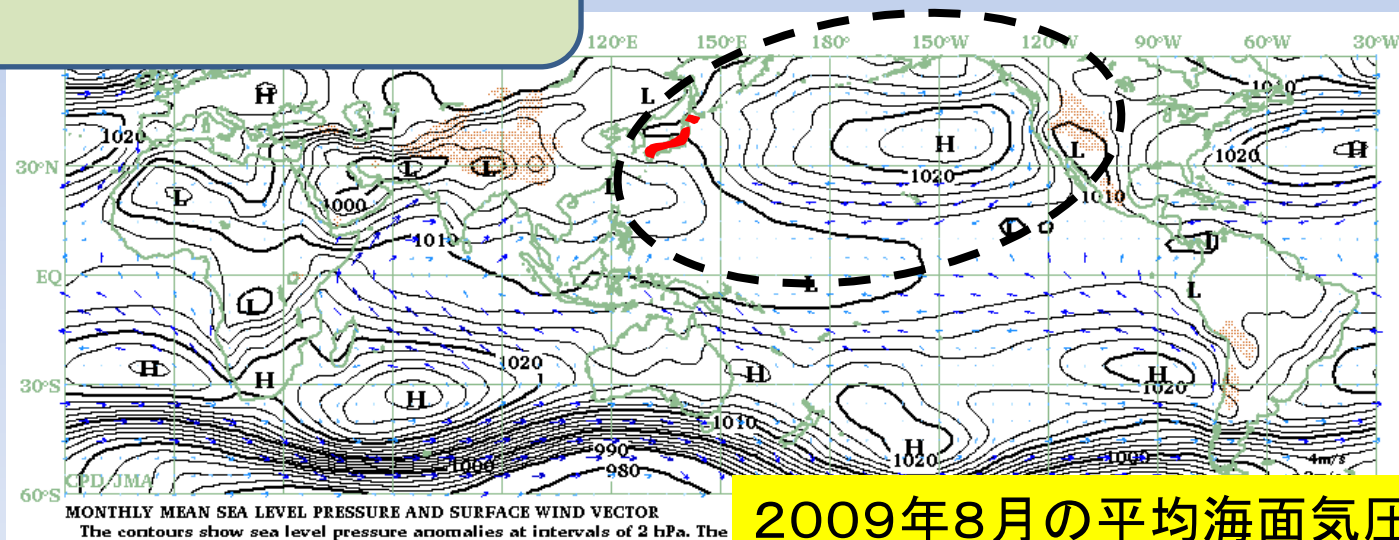 120°E 150°E 180° 150°W 120°W 90°W 60°W 30°W
H L 1020
1020 H L 1020 H
30°N L L L 1020
L 1000 L 1010
1010 L
EQ L L L
H 1020 H
30°S H H H 1020
1010
990 H
1000 980 1020 1000 4m/s
CPD/JMA
60°S
MONTHLY MEAN SEA LEVEL PRESSURE AND SURFACE WIND VECTOR
The contours show sea level pressure anomalies at intervals of 2 hPa. The
2009年8月の平均海面気圧